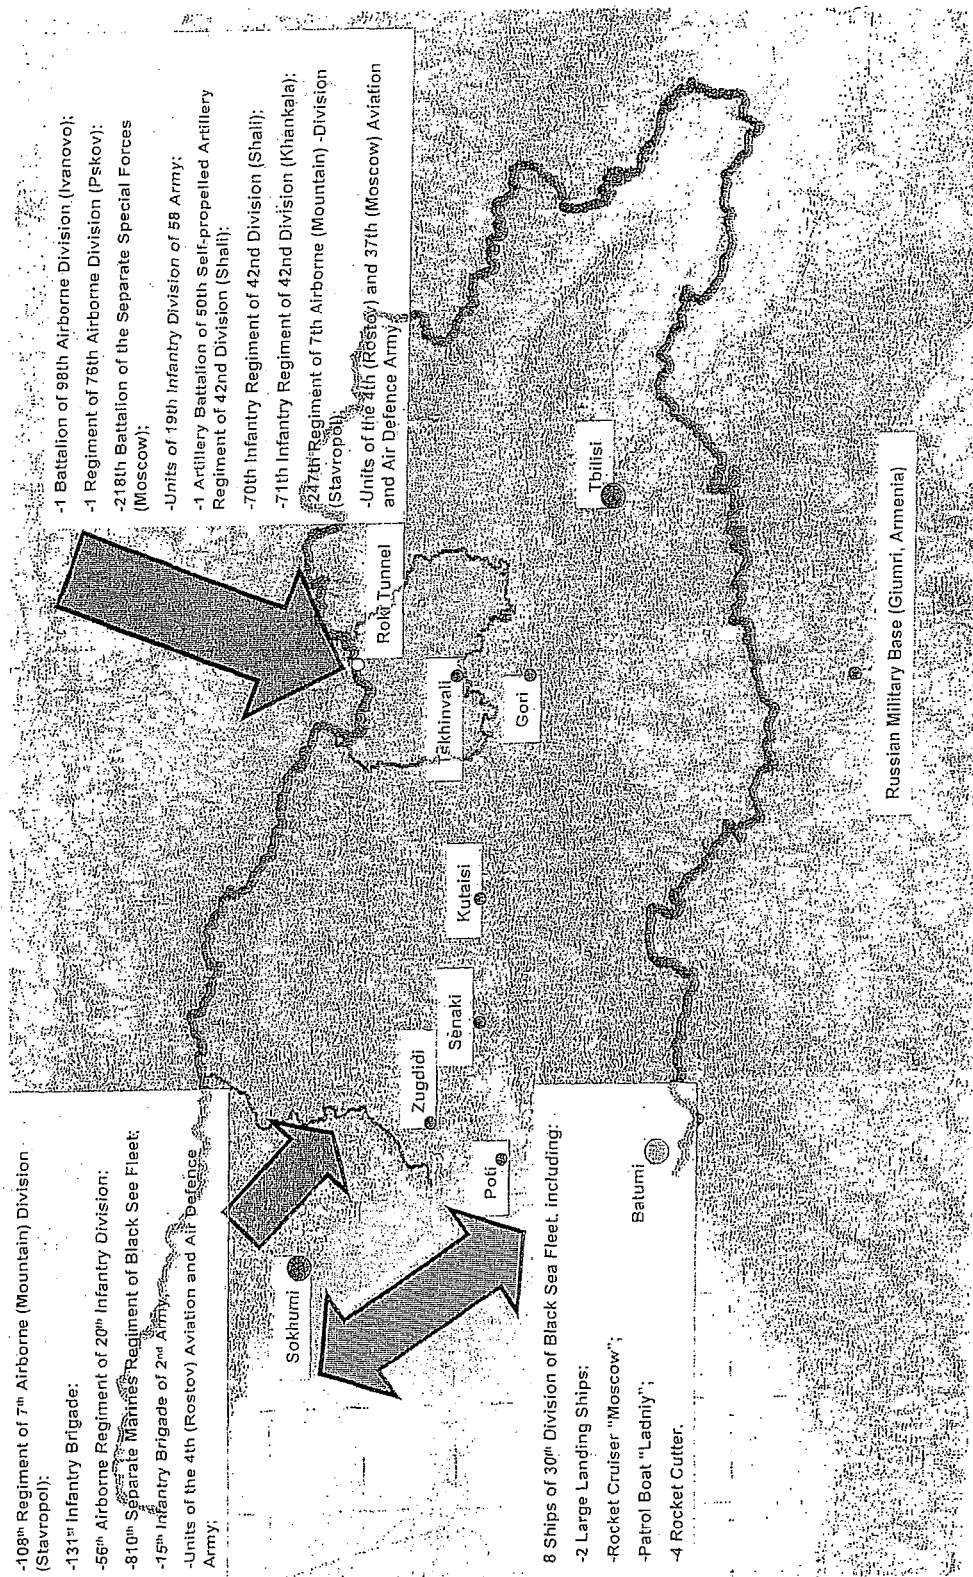 -108th Regiment of 7th Airborne (Mountain) Division
(Stavropol);
-131st Infantry Brigade:
-56th Airborne Regiment of 20th Infantry Division:
-810th Separate Marines Regiment of Black See Fleet;
-15th Infantry Brigade of 2nd Army;
-Units of the 4th (Rostov) Aviation and Air Defence
Army;
-1 Battalion of 98th Airborne Division (Ivanovo);
-1 Regiment of 76th Airborne Division (Pskov):
-218th Battalion of the Separate Special Forces
(Moscow);
-Units of 19th Infantry Division of 58 Army;
-1 Artillery Battalion of 50th Self-propelled Artillery
Regiment of 42nd Division (Shali);
-70th Infantry Regiment of 42nd Division (Shali);
-71th Infantry Regiment of 42nd Division (Khankala);
-247th Regiment of 7th Airborne (Mountain) -Division
(Stavropol);
-Units of the 4th (Rostov) and 37th (Moscow) Aviation
and Air Defence Army
Roki Tunnel
Sokhumi
Zugdidi
Senaki
Kutaisi
Tskhinvali
Poti
Gori
Tbilisi
8 Ships of 30th Division of Black Sea Fleet, including:
-2 Large Landing Ships:
-Rocket Cruiser "Moscow";
-Patrol Boat "Ladniy";
-4 Rocket Cutter.
Batumi
Russian Military Base (Giumri, Armenia)